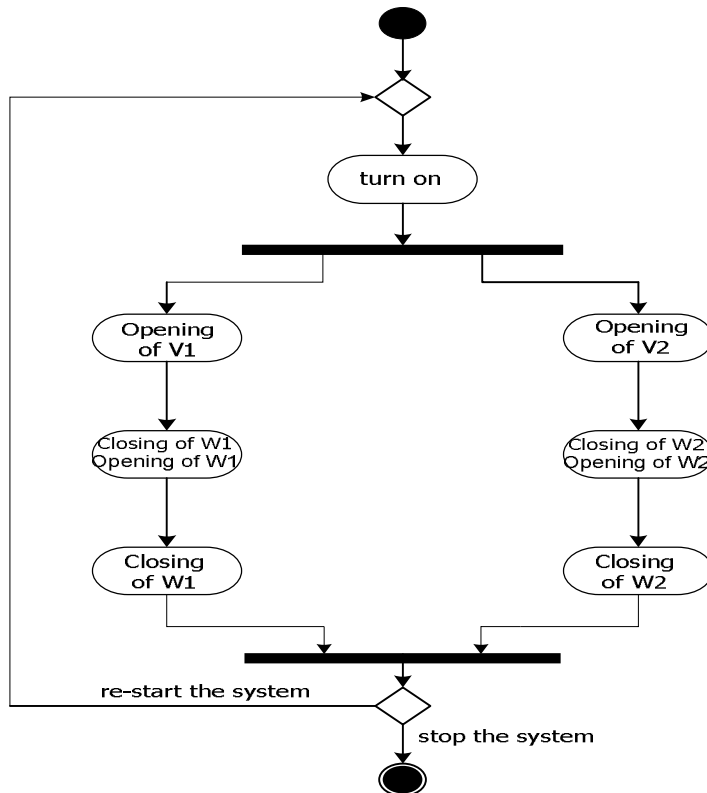 turn on
Opening
of V1
Opening
of V2
Closing of W1
Opening of W1
Closing of W2
Opening of W2
Closing
of W1
Closing
of W2
re-start the system
stop the system